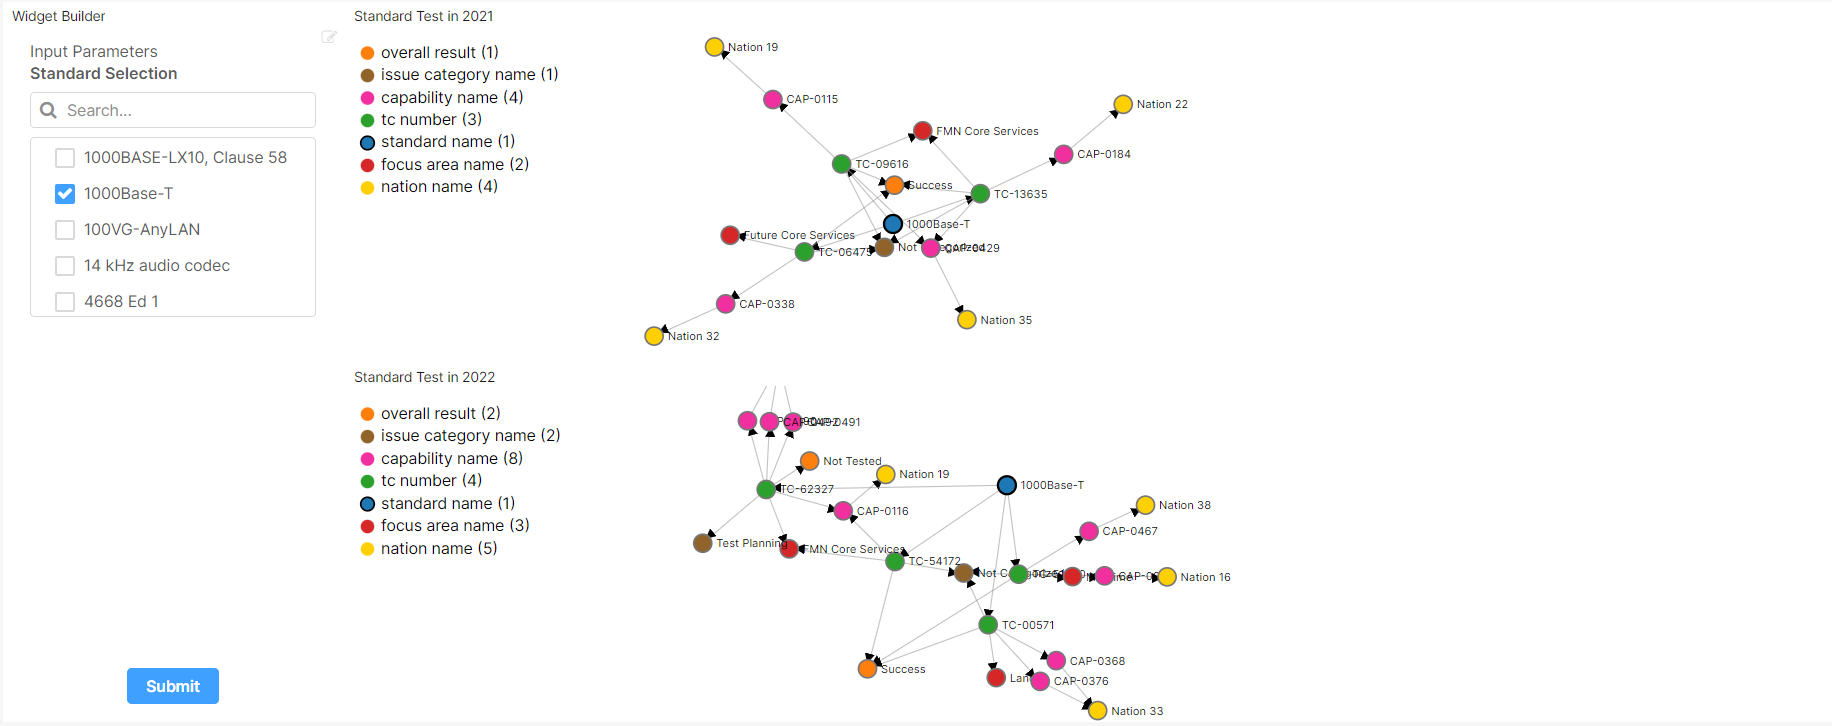 Widget Builder
Input Parameters
Standard Selection
Search...
1000BASE-LX10, Clause 58
1000Base-T
100VG-AnyLAN
14 kHz audio codec
4668 Ed 1
Submit
Standard Test in 2021
overall result (1)
issue category name (1)
capability name (4)
tc number (3)
standard name (1)
focus area name (2)
nation name (4)
Nation 19
CAP-0115
Nation 22
FMN Core Services
CAP-0184
TC-09616
Success
TC-13635
1000Base-T
Future Core Services
TC-06475
Not
CAP-0429
CAP-0338
Nation 35
Nation 32
Standard Test in 2022
overall result (2)
issue category name (2)
capability name (8)
tc number (4)
standard name (1)
focus area name (3)
nation name (5)
CAP-0492
CAP-0491
Not Tested
Nation 19
TC-62327
1000Base-T
CAP-0116
Nation 38
CAP-0467
Test Planning
FMN Core Services
TC-54172
Not
Nation 16
TC-00571
CAP-0368
Success
CAP-0376
Nation 33